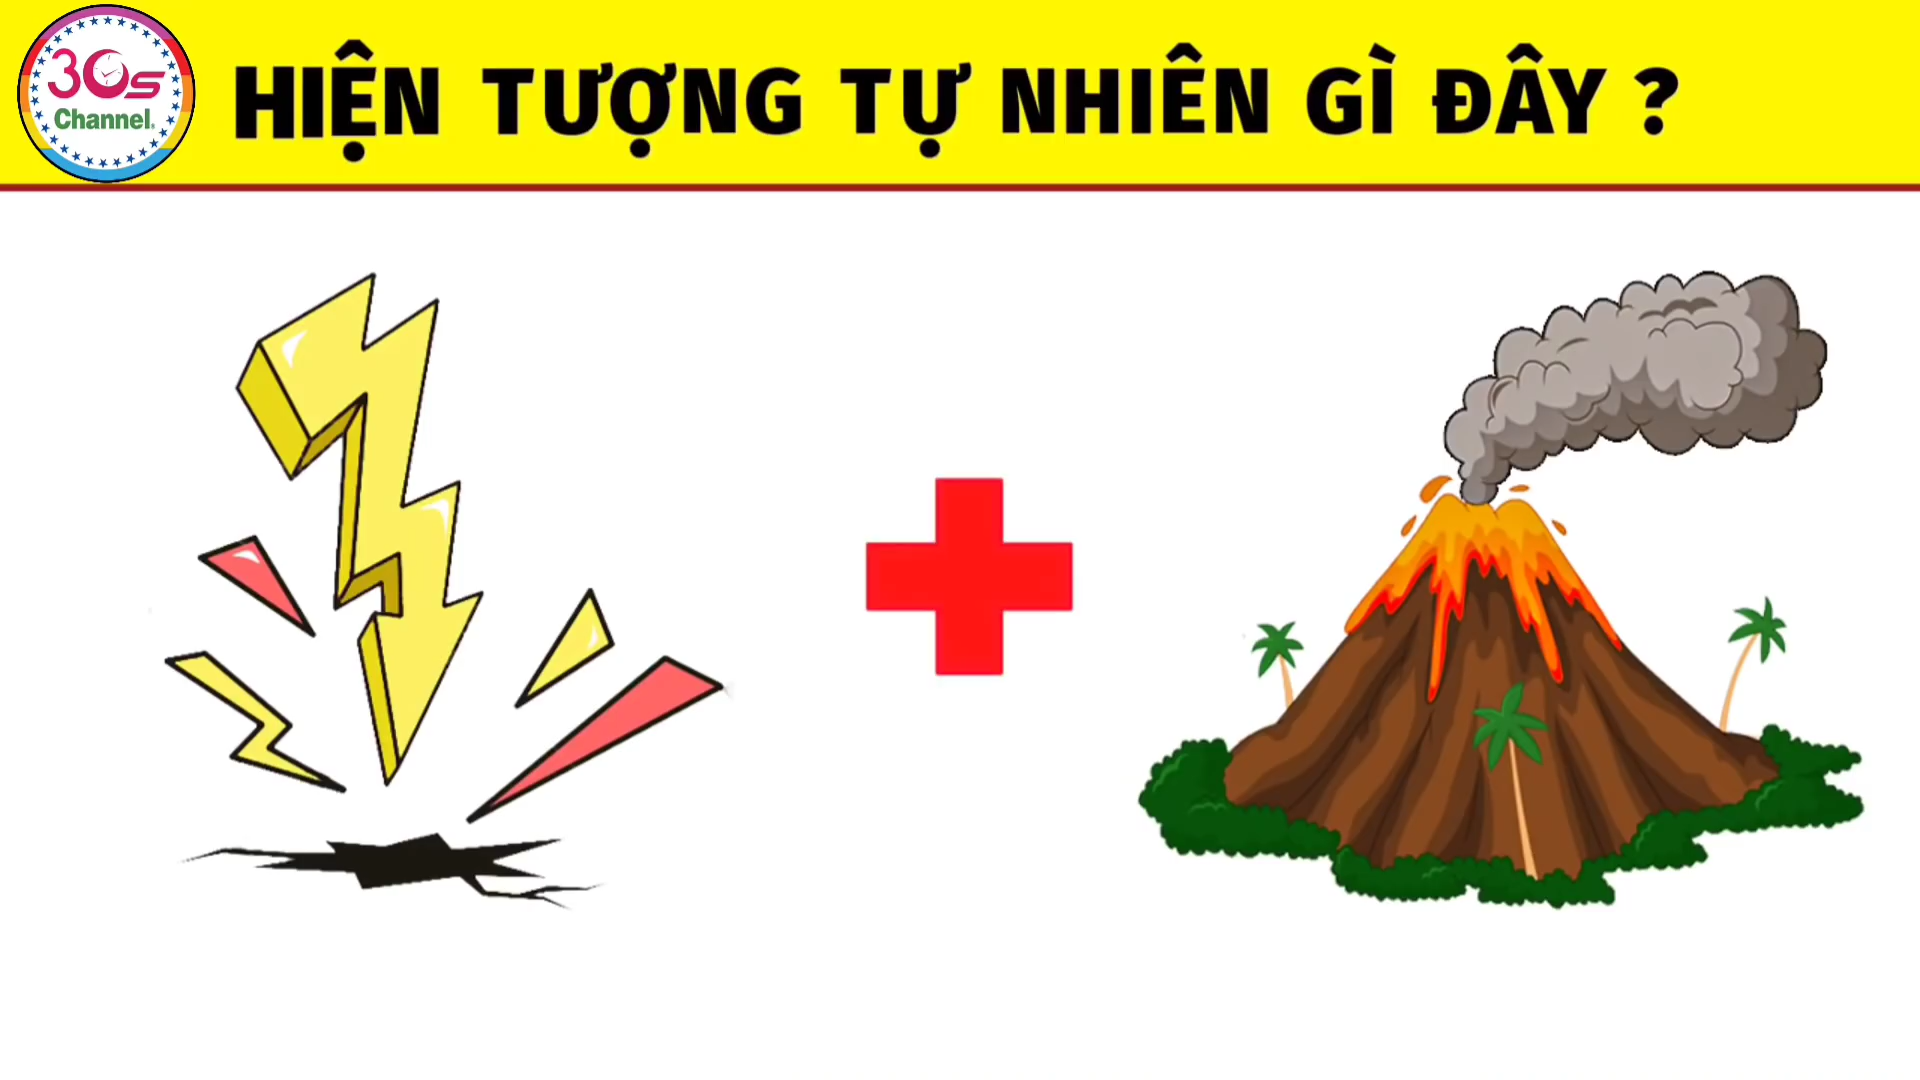 30s
Channel.
HIỆN TƯỢNG TỰ NHIÊN GÌ ĐÂY ?